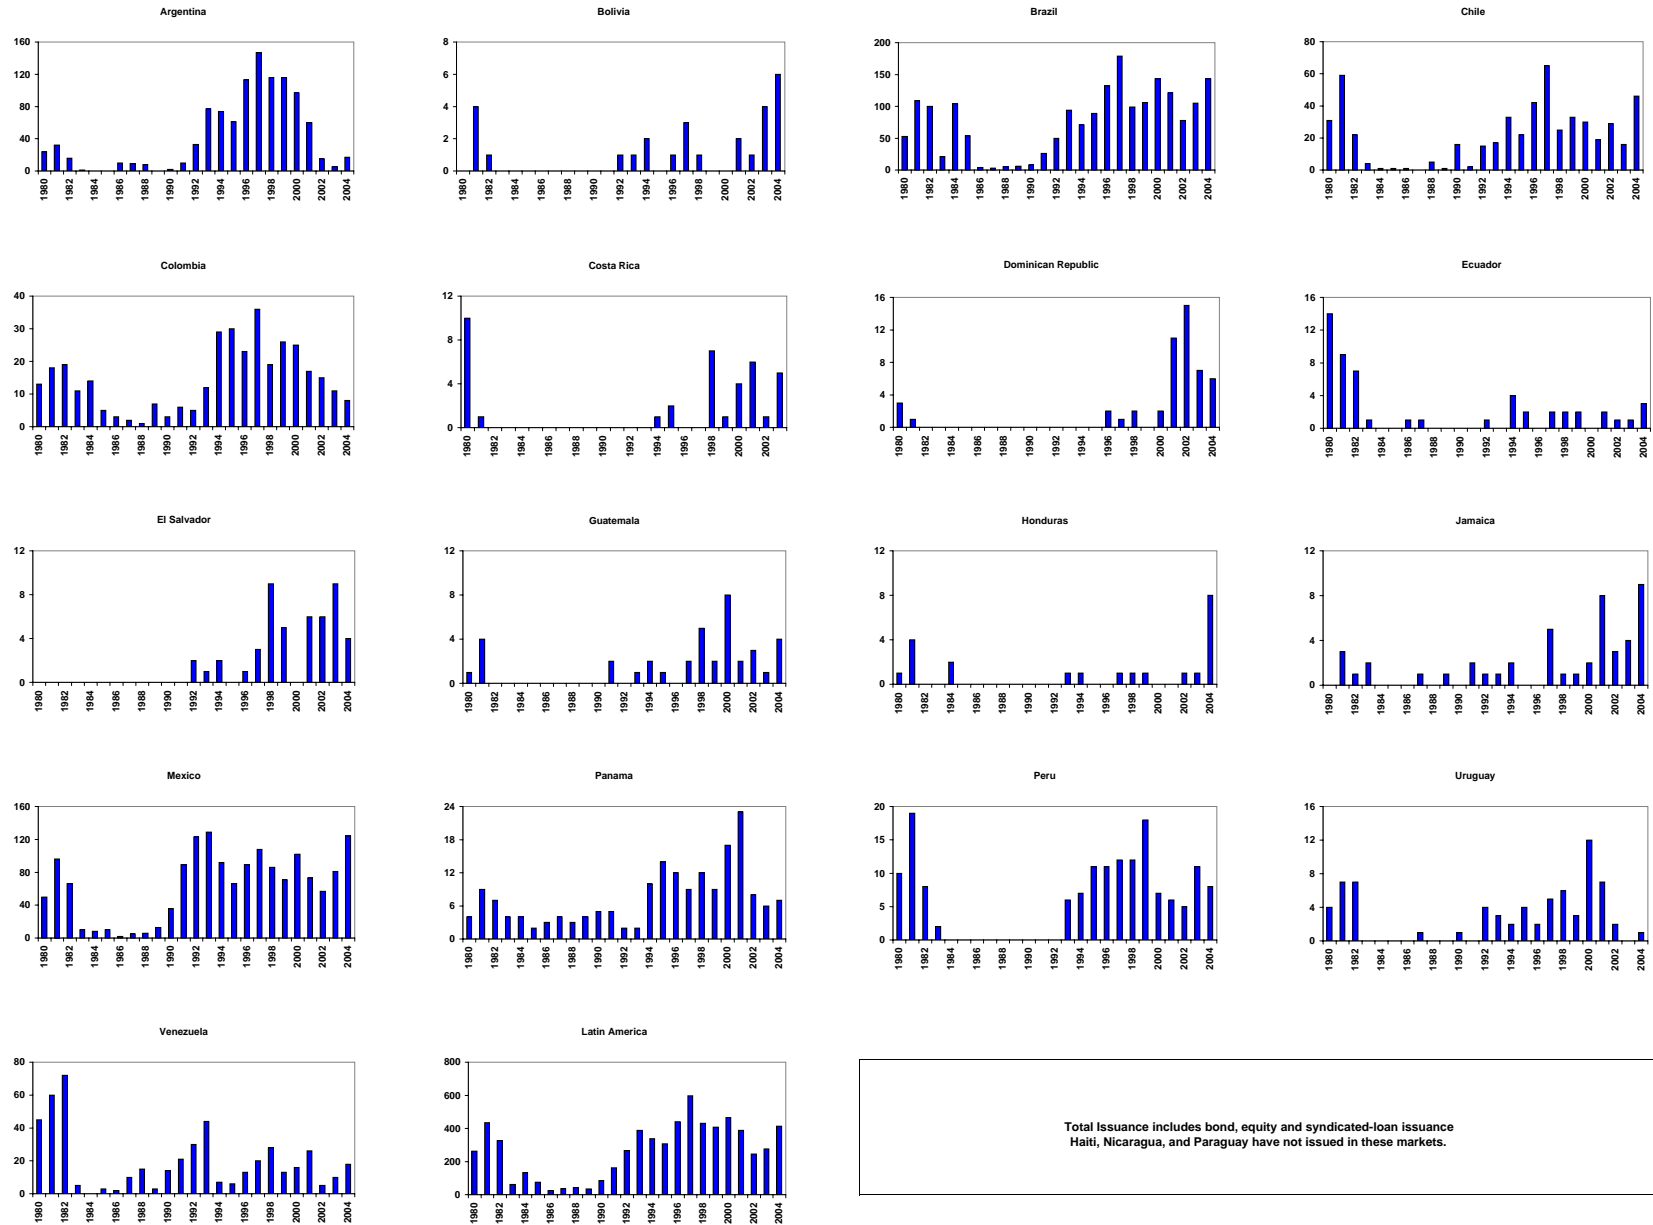 Argentina
160
120
80
40
0
1980 1982 1984 1986 1988 1990 1992 1994 1996 1998 2000 2002 2004
Bolivia
8
6
4
2
0
1980 1982 1984 1986 1988 1990 1992 1994 1996 1998 2000 2002 2004
Brazil
200
150
100
50
0
1980 1982 1984 1986 1988 1990 1992 1994 1996 1998 2000 2002 2004
Chile
80
60
40
20
0
1980 1982 1984 1986 1988 1990 1992 1994 1996 1998 2000 2002 2004
Colombia
40
30
20
10
0
1980 1982 1984 1986 1988 1990 1992 1994 1996 1998 2000 2002 2004
Costa Rica
12
8
4
0
1980 1982 1984 1986 1988 1990 1992 1994 1996 1998 2000 2002
Dominican Republic
16
12
8
4
0
1980 1982 1984 1986 1988 1990 1992 1994 1996 1998 2000 2002 2004
Ecuador
16
12
8
4
0
1980 1982 1984 1986 1988 1990 1992 1994 1996 1998 2000 2002 2004
El Salvador
12
8
4
0
1980 1982 1984 1986 1988 1990 1992 1994 1996 1998 2000 2002 2004
Guatemala
12
8
4
0
1980 1982 1984 1986 1988 1990 1992 1994 1996 1998 2000 2002 2004
Honduras
12
8
4
0
1980 1982 1984 1986 1988 1990 1992 1994 1996 1998 2000 2002 2004
Jamaica
12
8
4
0
1980 1982 1984 1986 1988 1990 1992 1994 1996 1998 2000 2002 2004
Mexico
160
120
80
40
0
1980 1982 1984 1986 1988 1990 1992 1994 1996 1998 2000 2002 2004
Panama
24
18
12
6
0
1980 1982 1984 1986 1988 1990 1992 1994 1996 1998 2000 2002 2004
Peru
20
15
10
5
0
1980 1982 1984 1986 1988 1990 1992 1994 1996 1998 2000 2002 2004
Uruguay
16
12
8
4
0
1980 1982 1984 1986 1988 1990 1992 1994 1996 1998 2000 2002 2004
Venezuela
80
60
40
20
0
1980 1982 1984 1986 1988 1990 1992 1994 1996 1998 2000 2002 2004
Latin America
800
600
400
200
0
1980 1982 1984 1986 1988 1990 1992 1994 1996 1998 2000 2002 2004
Total Issuance includes bond, equity and syndicated-loan issuance
Haiti, Nicaragua, and Paraguay have not issued in these markets.